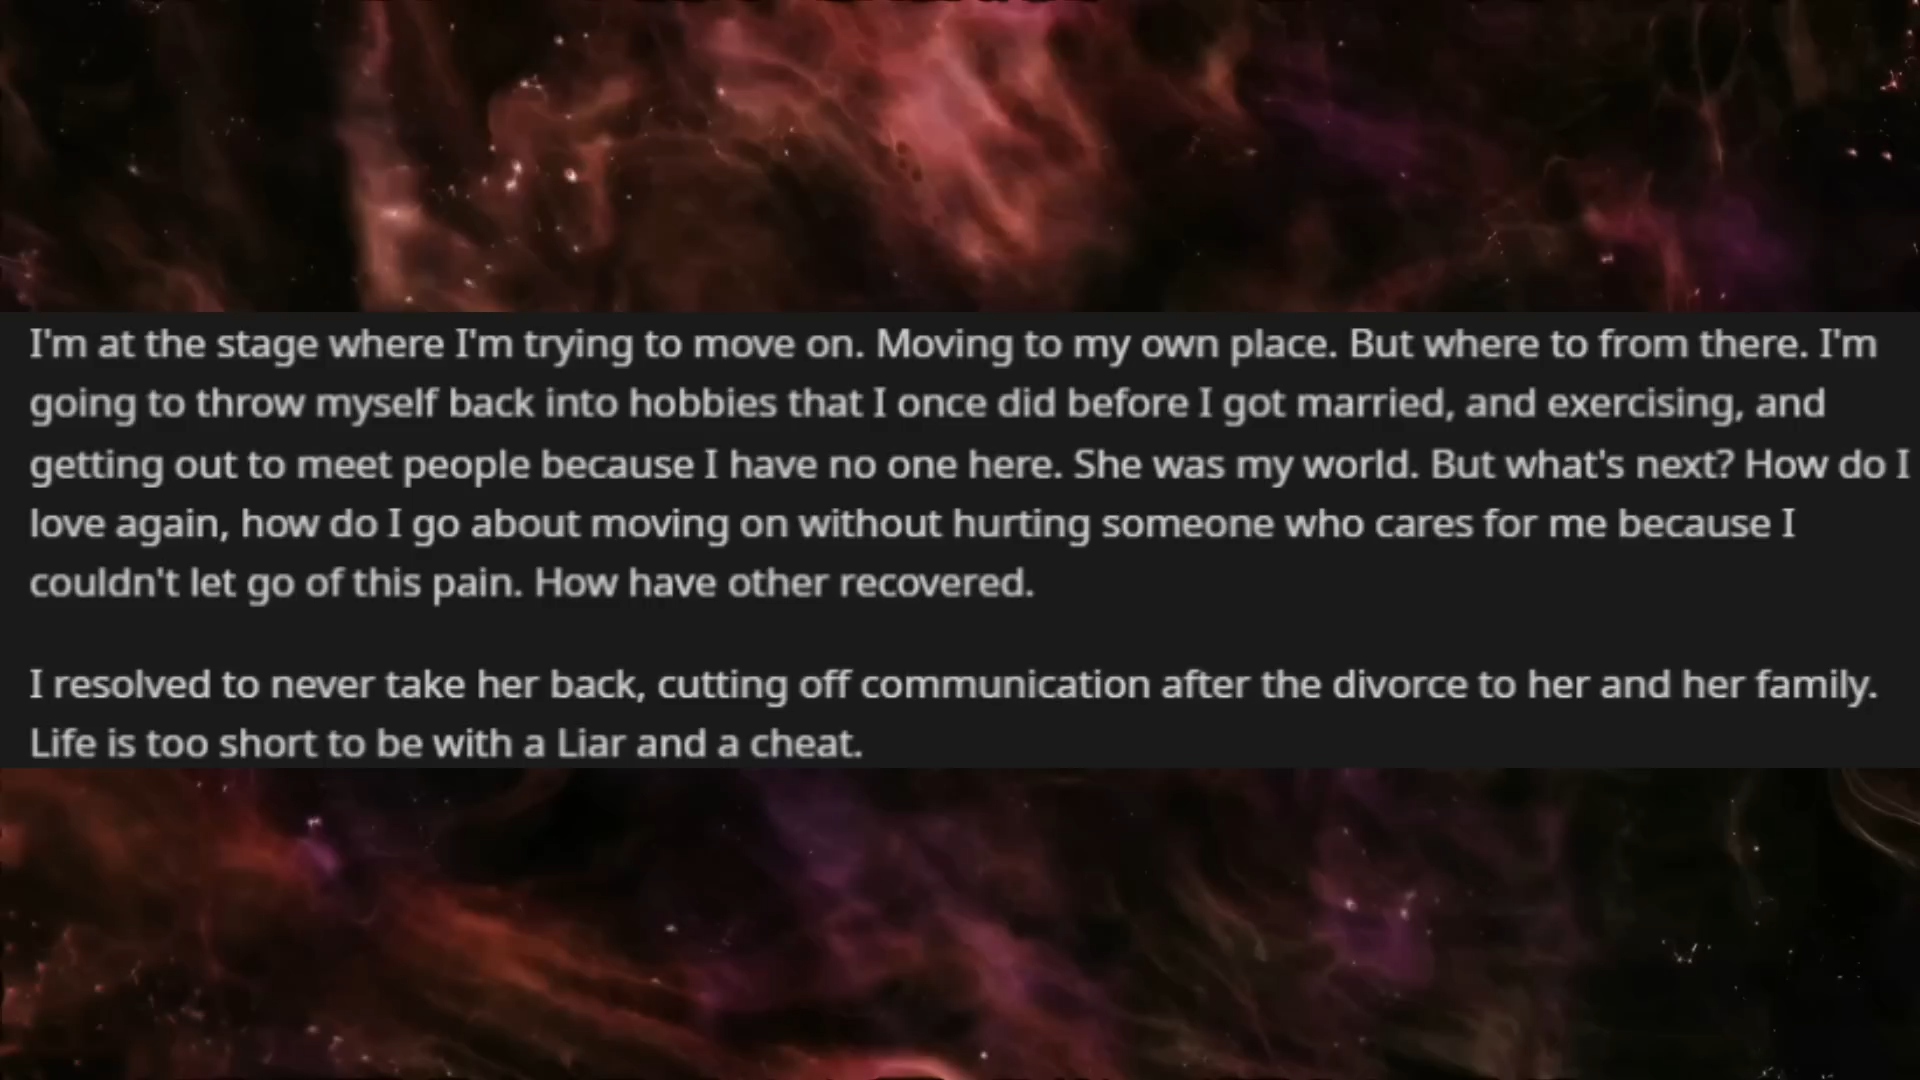 I'm at the stage where I'm trying to move on. Moving to my own place. But where to from there. I'm
going to throw myself back into hobbies that I once did before I got married, and exercising, and
getting out to meet people because I have no one here. She was my world. But what's next? How do I
love again, how do I go about moving on without hurting someone who cares for me because I
couldn't let go of this pain. How have other recovered.
I resolved to never take her back, cutting off communication after the divorce to her and her family.
Life is too short to be with a Liar and a cheat.